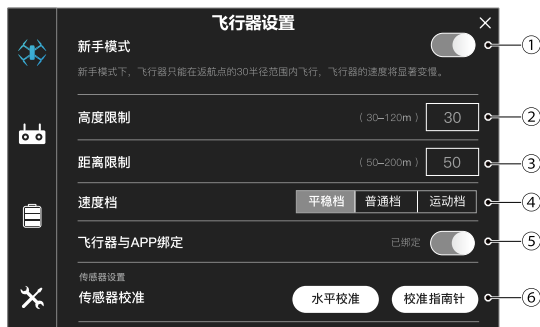 飞行器设置
新手模式
①
新手模式下，飞行器只能在返航点的30半径范围内飞行，飞行器的速度将显著变慢。
高度限制 （30–120m） 30 ②
距离限制 （50–200m） 50 ③
速度档 平稳档 普通档 运动档 ④
飞行器与APP绑定 已绑定 ⑤
传感器设置
传感器校准 水平校准 校准指南针 ⑥